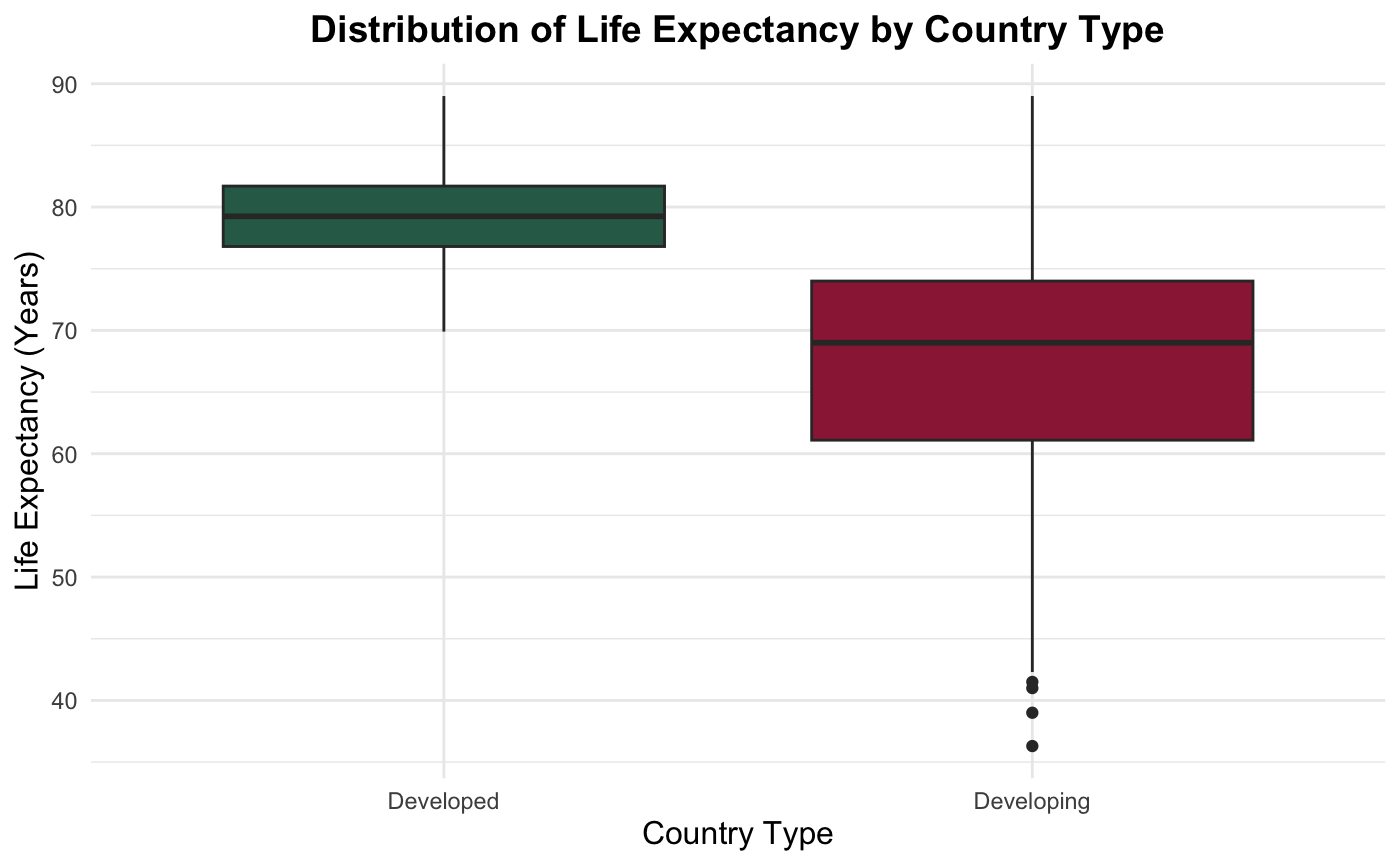 Distribution of Life Expectancy by Country Type
90
80
70
60
50
40
Life Expectancy (Years)
Developed
Developing
Country Type